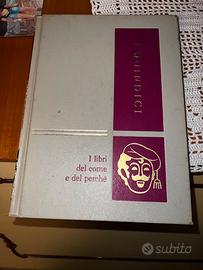 I QUINDICI
I libri
del come
e del perché
subito